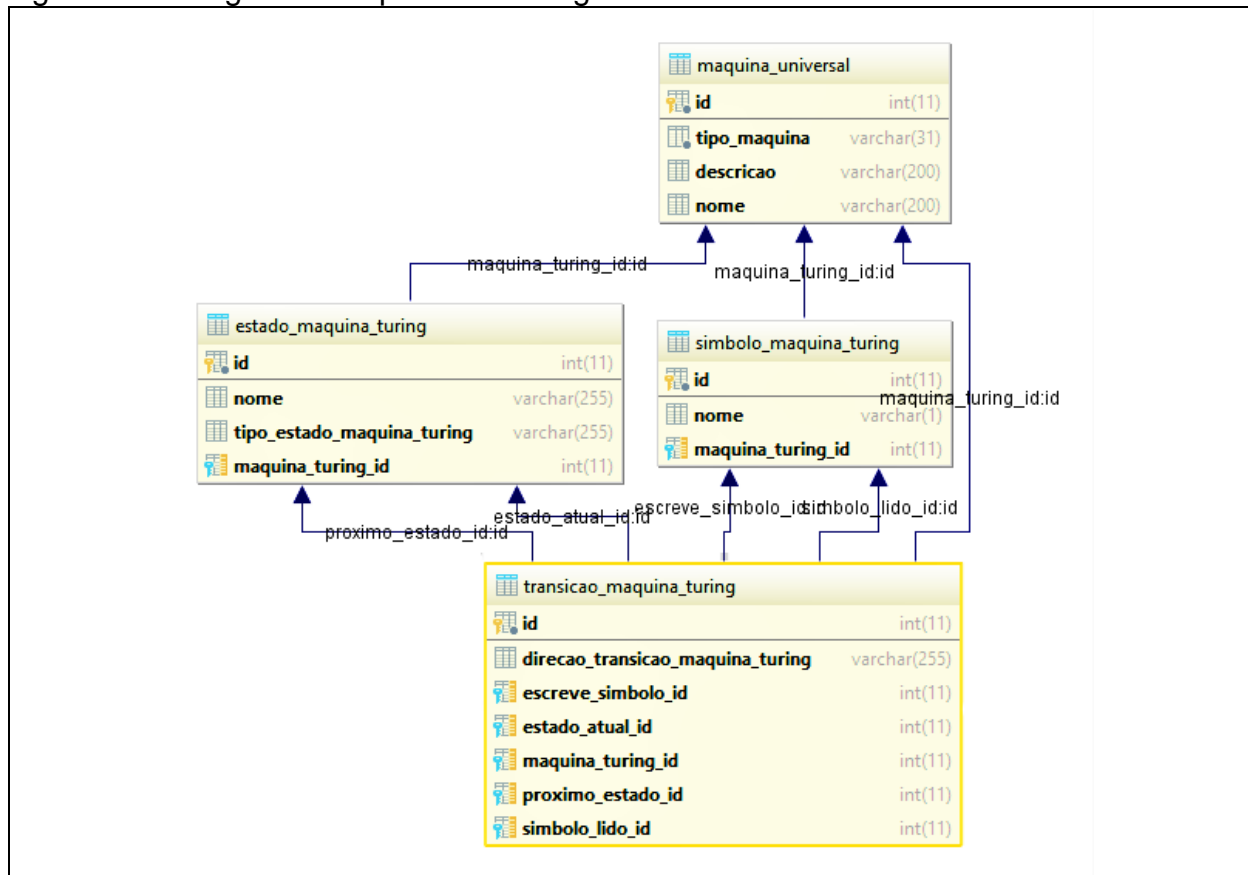 maquina_universal
id int(11)
tipo_maquina varchar(31)
descricao varchar(200)
nome varchar(200)
maquina_turing_id:id
maquina_turing_id:id
estado_maquina_turing
id int(11)
nome varchar(255)
tipo_estado_maquina_turing varchar(255)
maquina_turing_id int(11)
simbolo_maquina_turing
id int(11)
nome varchar(1)
maquina_turing_id int(11)
maquina_turing_id:id
proximo_estado_id:id
estado_atual_id:id
escreve_simbolo_id:id
simbolo_lido_id:id
transicao_maquina_turing
id int(11)
direcao_transicao_maquina_turing varchar(255)
escreve_simbolo_id int(11)
estado_atual_id int(11)
maquina_turing_id int(11)
proximo_estado_id int(11)
simbolo_lido_id int(11)